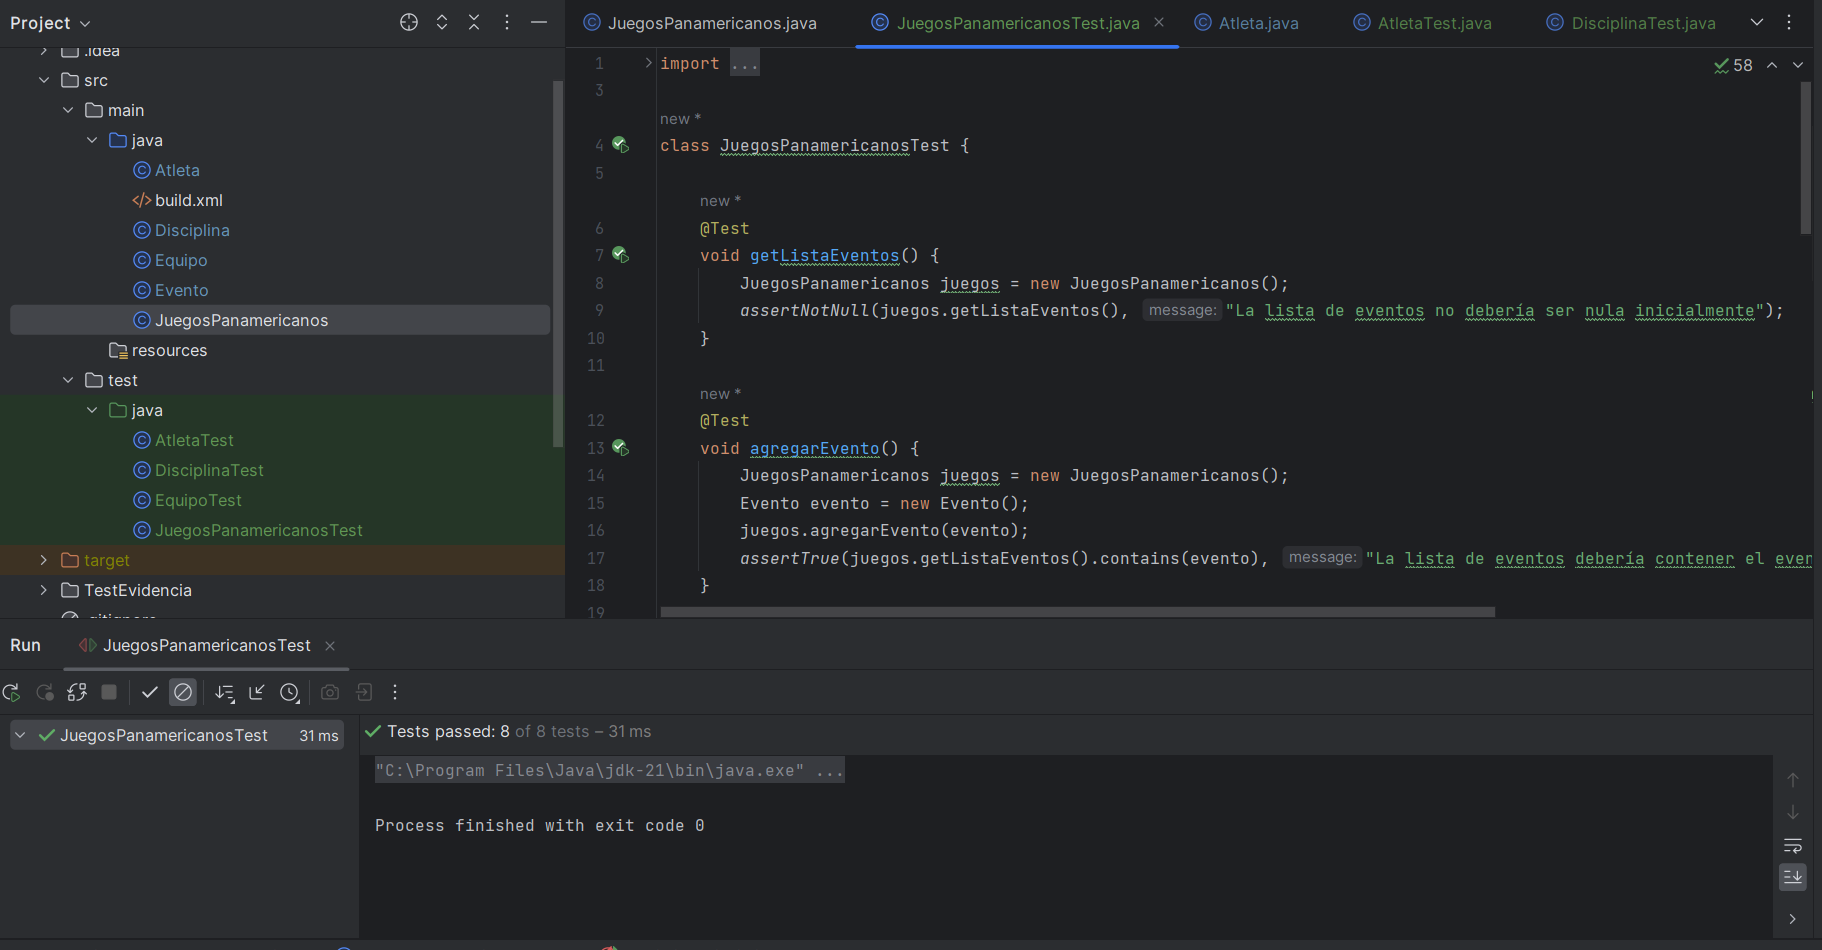 Project
JuegosPanamericanos.java
JuegosPanamericanosTest.java
Atleta.java
AtletaTest.java
DisciplinaTest.java
.idea
src
main
java
Atleta
build.xml
Disciplina
Equipo
Evento
JuegosPanamericanos
resources
test
java
AtletaTest
DisciplinaTest
EquipoTest
JuegosPanamericanosTest
target
TestEvidencia
.gitignore
58
1 import ...
3
new *
4 class JuegosPanamericanosTest {
5
new *
6 @Test
7 void getListaEventos() {
8 JuegosPanamericanos juegos = new JuegosPanamericanos();
9 assertNotNull(juegos.getListaEventos(), message: "La lista de eventos no debería ser nula inicialmente");
10 }
11
new *
12 @Test
13 void agregarEvento() {
14 JuegosPanamericanos juegos = new JuegosPanamericanos();
15 Evento evento = new Evento();
16 juegos.agregarEvento(evento);
17 assertTrue(juegos.getListaEventos().contains(evento), message: "La lista de eventos debería contener el even
18 }
19
Run
JuegosPanamericanosTest
JuegosPanamericanosTest 31 ms
Tests passed: 8 of 8 tests – 31 ms
"C:\Program Files\Java\jdk-21\bin\java.exe" ...
Process finished with exit code 0